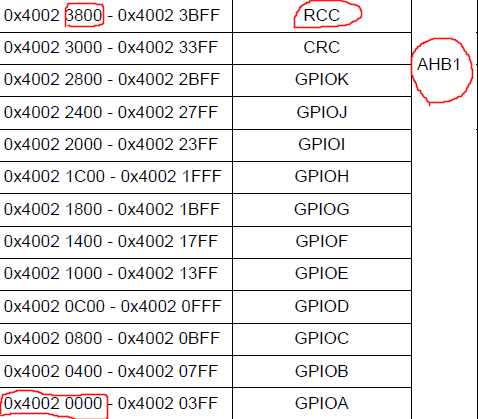 0x4002 3800 - 0x4002 3BFF RCC
0x4002 3000 - 0x4002 33FF CRC
AHB1
0x4002 2800 - 0x4002 2BFF GPIOK
0x4002 2400 - 0x4002 27FF GPIOJ
0x4002 2000 - 0x4002 23FF GPIOI
0x4002 1C00 - 0x4002 1FFF GPIOH
0x4002 1800 - 0x4002 1BFF GPIOG
0x4002 1400 - 0x4002 17FF GPIOF
0x4002 1000 - 0x4002 13FF GPIOE
0x4002 0C00 - 0x4002 0FFF GPIOD
0x4002 0800 - 0x4002 0BFF GPIOC
0x4002 0400 - 0x4002 07FF GPIOB
0x4002 0000 - 0x4002 03FF GPIOA